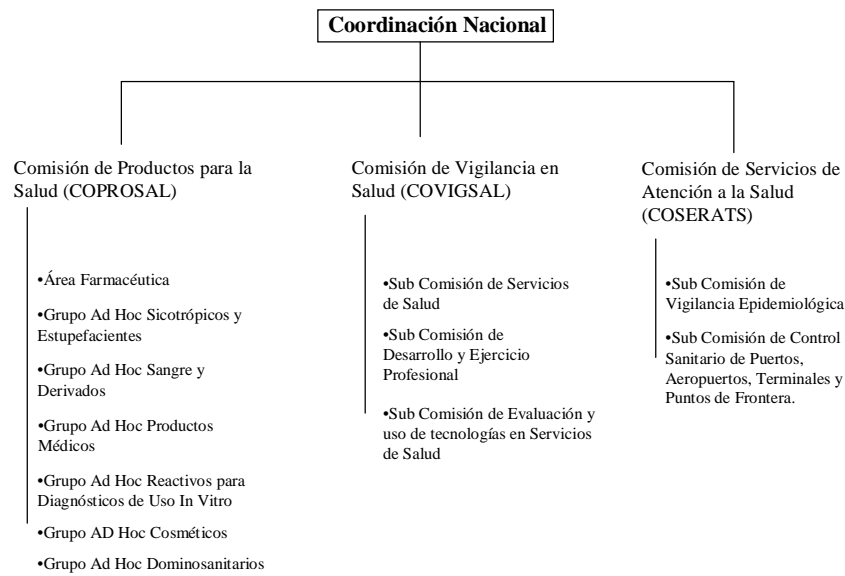 Coordinación Nacional
Comisión de Productos para la
Salud (COPROSAL)
•Área Farmacéutica
•Grupo Ad Hoc Sicotrópicos y
Estupefacientes
•Grupo Ad Hoc Sangre y
Derivados
•Grupo Ad Hoc Productos
Médicos
•Grupo Ad Hoc Reactivos para
Diagnósticos de Uso In Vitro
•Grupo AD Hoc Cosméticos
•Grupo Ad Hoc Dominosanitarios
Comisión de Vigilancia en
Salud (COVIGSAL)
•Sub Comisión de Servicios
de Salud
•Sub Comisión de
Desarrollo y Ejercicio
Profesional
•Sub Comisión de Evaluación y
uso de tecnologías en Servicios
de Salud
Comisión de Servicios de
Atención a la Salud
(COSERATS)
•Sub Comisión de
Vigilancia Epidemiológica
•Sub Comisión de Control
Sanitario de Puertos,
Aeropuertos, Terminales y
Puntos de Frontera.